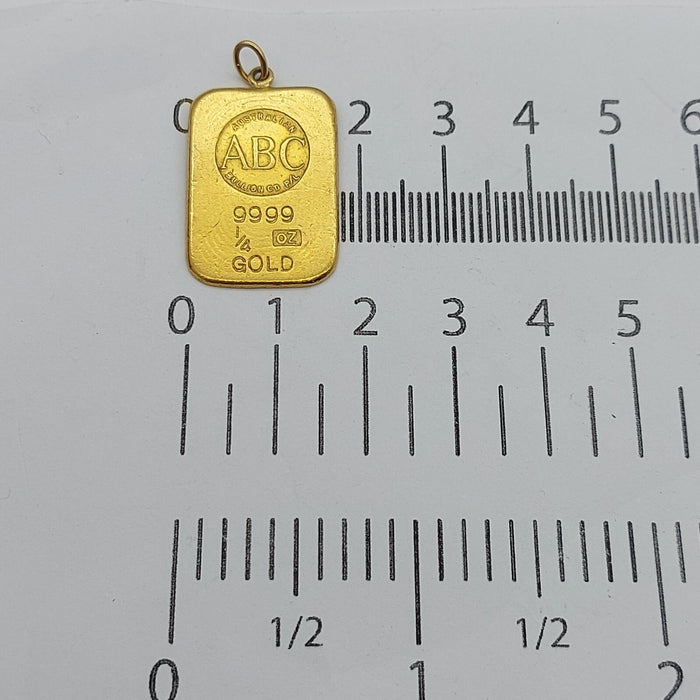 AUSTRALIAN
ABC
BULLION CO P/L
9999
1/4 OZ
GOLD
0 2 3 4 5 6
0 1 2 3 4 5
1/2 1/2
0 1 2